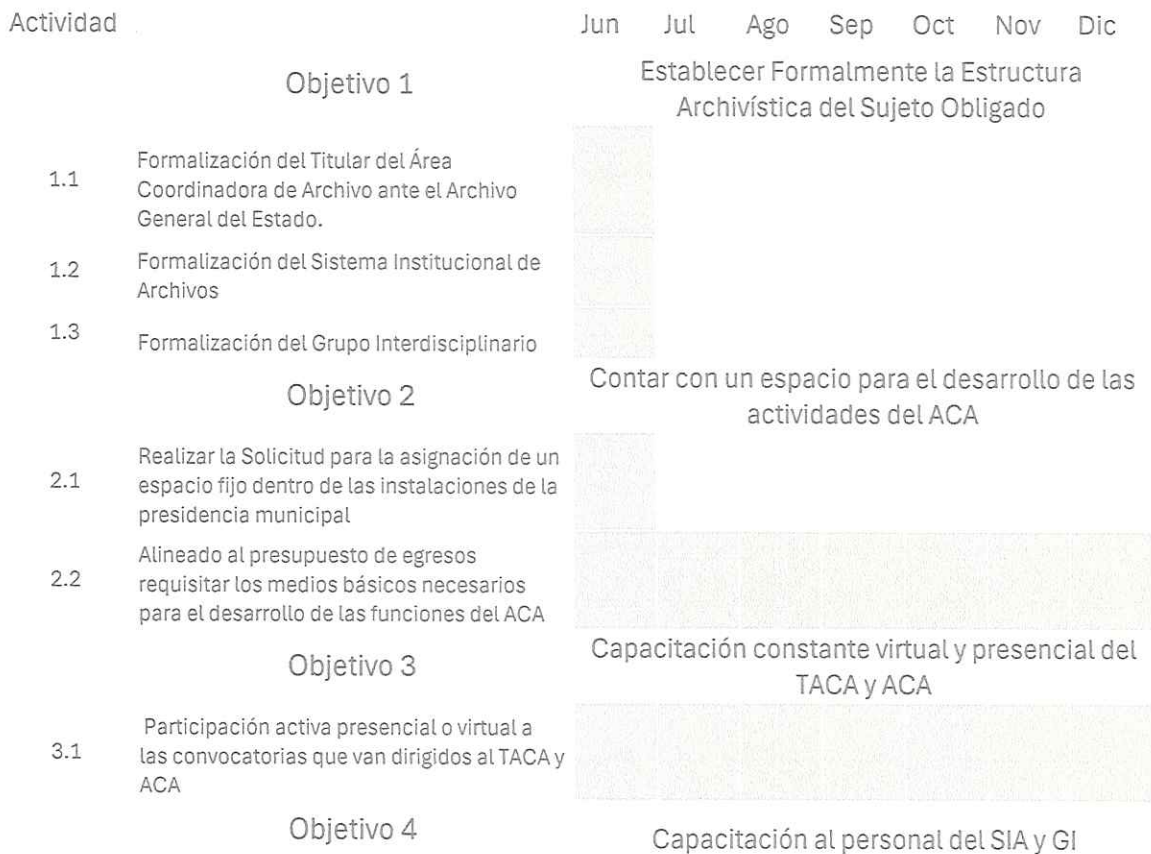 Actividad Jun Jul Ago Sep Oct Nov Dic
Objetivo 1
Establecer Formalmente la Estructura
Archivística del Sujeto Obligado
1.1
Formalización del Titular del Área
Coordinadora de Archivo ante el Archivo
General del Estado.
1.2
Formalización del Sistema Institucional de
Archivos
1.3
Formalización del Grupo Interdisciplinario
Objetivo 2
Contar con un espacio para el desarrollo de las
actividades del ACA
2.1
Realizar la Solicitud para la asignación de un
espacio fijo dentro de las instalaciones de la
presidencia municipal
2.2
Alineado al presupuesto de egresos
requisitar los medios básicos necesarios
para el desarrollo de las funciones del ACA
Objetivo 3
Capacitación constante virtual y presencial del
TACA y ACA
3.1
Participación activa presencial o virtual a
las convocatorias que van dirigidos al TACA y
ACA
Objetivo 4
Capacitación al personal del SIA y GI